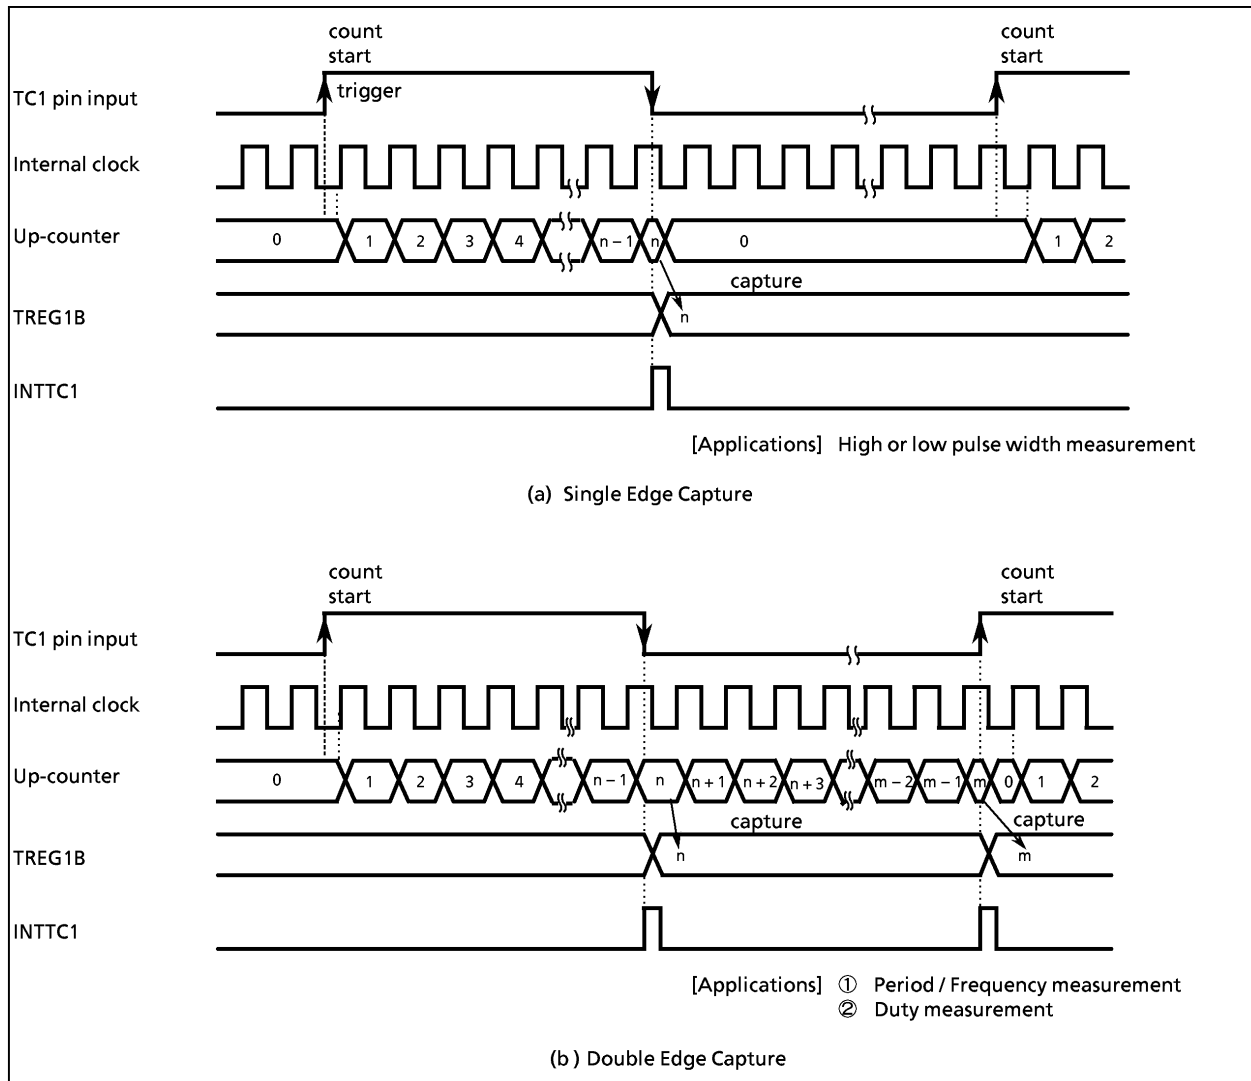 count
start
count
start
TC1 pin input
trigger
Internal clock
Up-counter
0 1 2 3 4 n – 1 n 0 1 2
capture
TREG1B
n
INTTC1
[Applications] High or low pulse width measurement
(a) Single Edge Capture
count
start
count
start
TC1 pin input
Internal clock
Up-counter
0 1 2 3 4 n – 1 n n + 1 n + 2 n + 3 m – 2 m – 1 m 0 1 2
capture
capture
TREG1B
n
m
INTTC1
[Applications] ① Period / Frequency measurement
② Duty measurement
(b ) Double Edge Capture